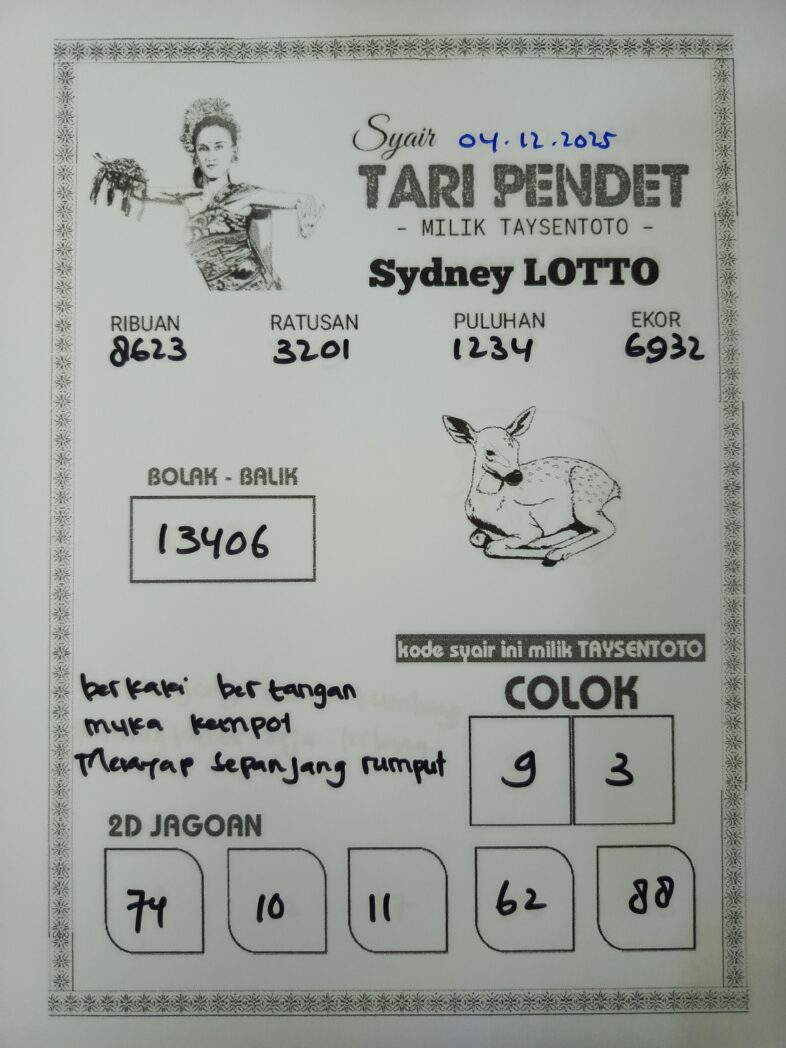 Syair 04.12.2025
TARI PENDET
- MILIK TAYSENTOTO -
Sydney LOTTO
RIBUAN RATUSAN PULUHAN EKOR
8623 3201 1234 6932
BOLAK - BALIK
13406
kode syair ini milik TAYSENTOTO
berkaki bertangan
muka kempot
Merayap sepanjang rumput
COLOK
9 3
2D JAGOAN
74 10 11 62 88